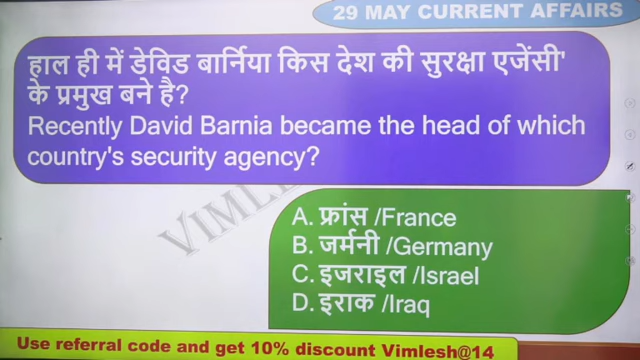 29 MAY CURRENT AFFAIRS
हाल ही में डेविड बार्निया किस देश की सुरक्षा एजेंसी'
के प्रमुख बने है?
Recently David Barnia became the head of which
country's security agency?
A. फ्रांस /France
B. जर्मनी /Germany
C. इजराइल /Israel
D. इराक /Iraq
Use referral code and get 10% discount Vimlesh@14